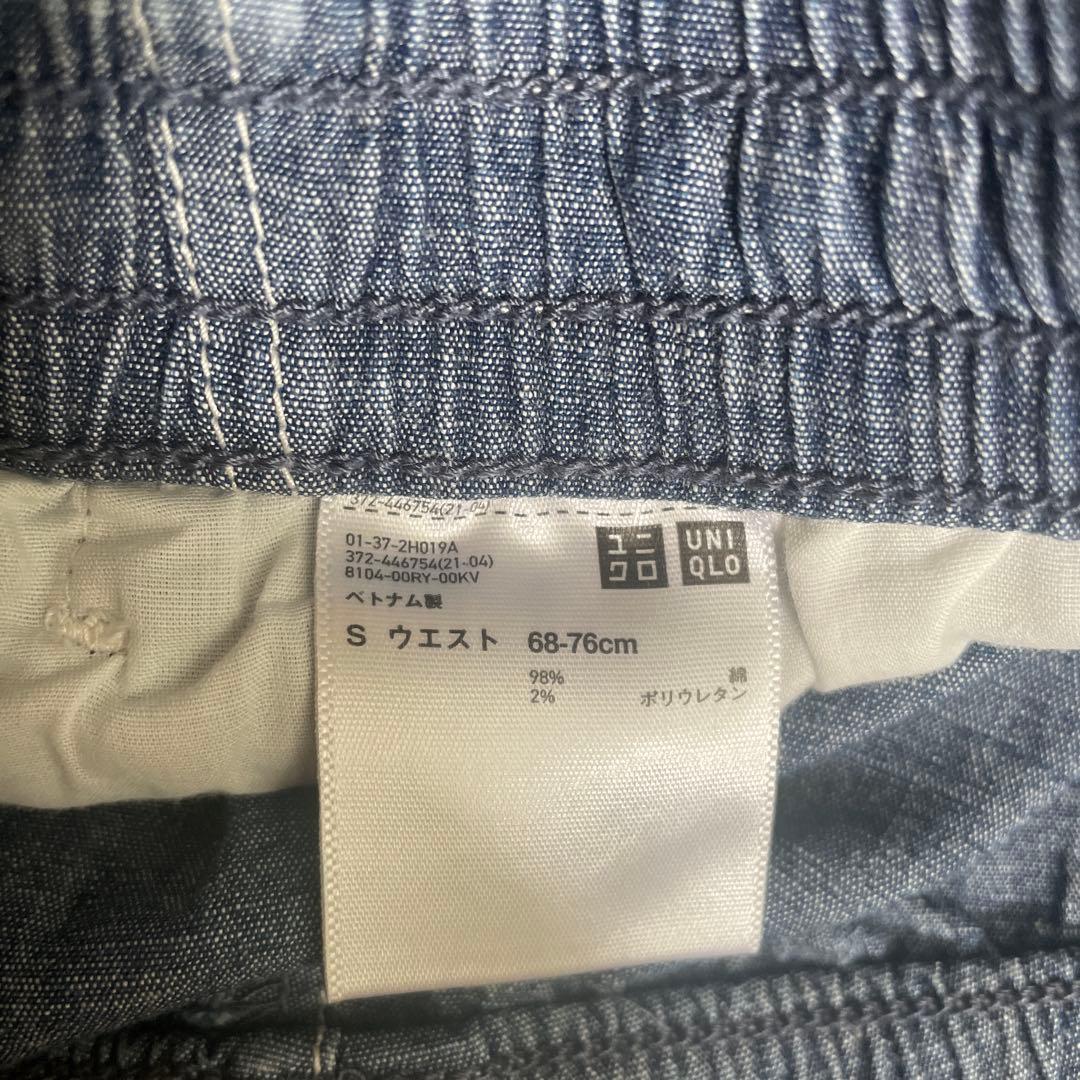 372-446754(21-04)
01-37-2H019A
372-446754(21-04)
8104-00RY-00KV
ユニクロ
UNIQLO
ベトナム製
S ウエスト 68-76cm
98% 綿
2% ポリウレタン